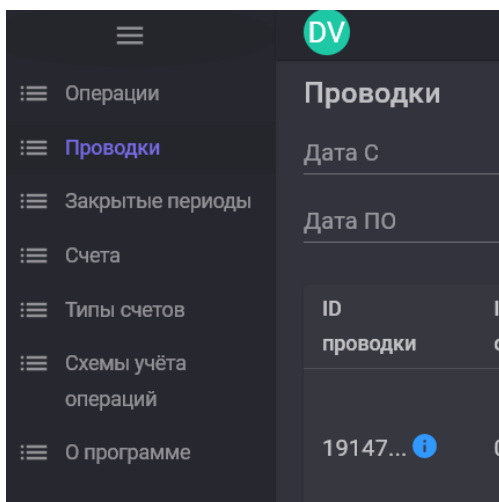 DV
Операции
Проводки
Закрытые периоды
Счета
Типы счетов
Схемы учёта
операций
О программе
Проводки
Дата С
Дата ПО
ID
проводки
19147...